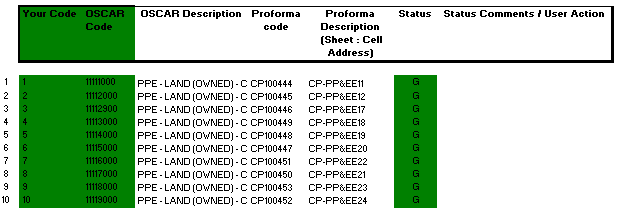 Your Code OSCAR Code OSCAR Description Proforma code Proforma Description (Sheet : Cell Address) Status Status Comments / User Action
1 1 11111000 PPE - LAND (OWNED) - C CP100444 CP-PP&EE11 G
2 2 11112000 PPE - LAND (OWNED) - C CP100445 CP-PP&EE12 G
3 3 11112900 PPE - LAND (OWNED) - C CP100446 CP-PP&EE17 G
4 4 11113000 PPE - LAND (OWNED) - C CP100449 CP-PP&EE18 G
5 5 11114000 PPE - LAND (OWNED) - C CP100448 CP-PP&EE19 G
6 6 11115000 PPE - LAND (OWNED) - C CP100447 CP-PP&EE20 G
7 7 11116000 PPE - LAND (OWNED) - C CP100451 CP-PP&EE22 G
8 8 11117000 PPE - LAND (OWNED) - C CP100450 CP-PP&EE21 G
9 9 11118000 PPE - LAND (OWNED) - C CP100453 CP-PP&EE23 G
10 10 11119000 PPE - LAND (OWNED) - C CP100452 CP-PP&EE24 G